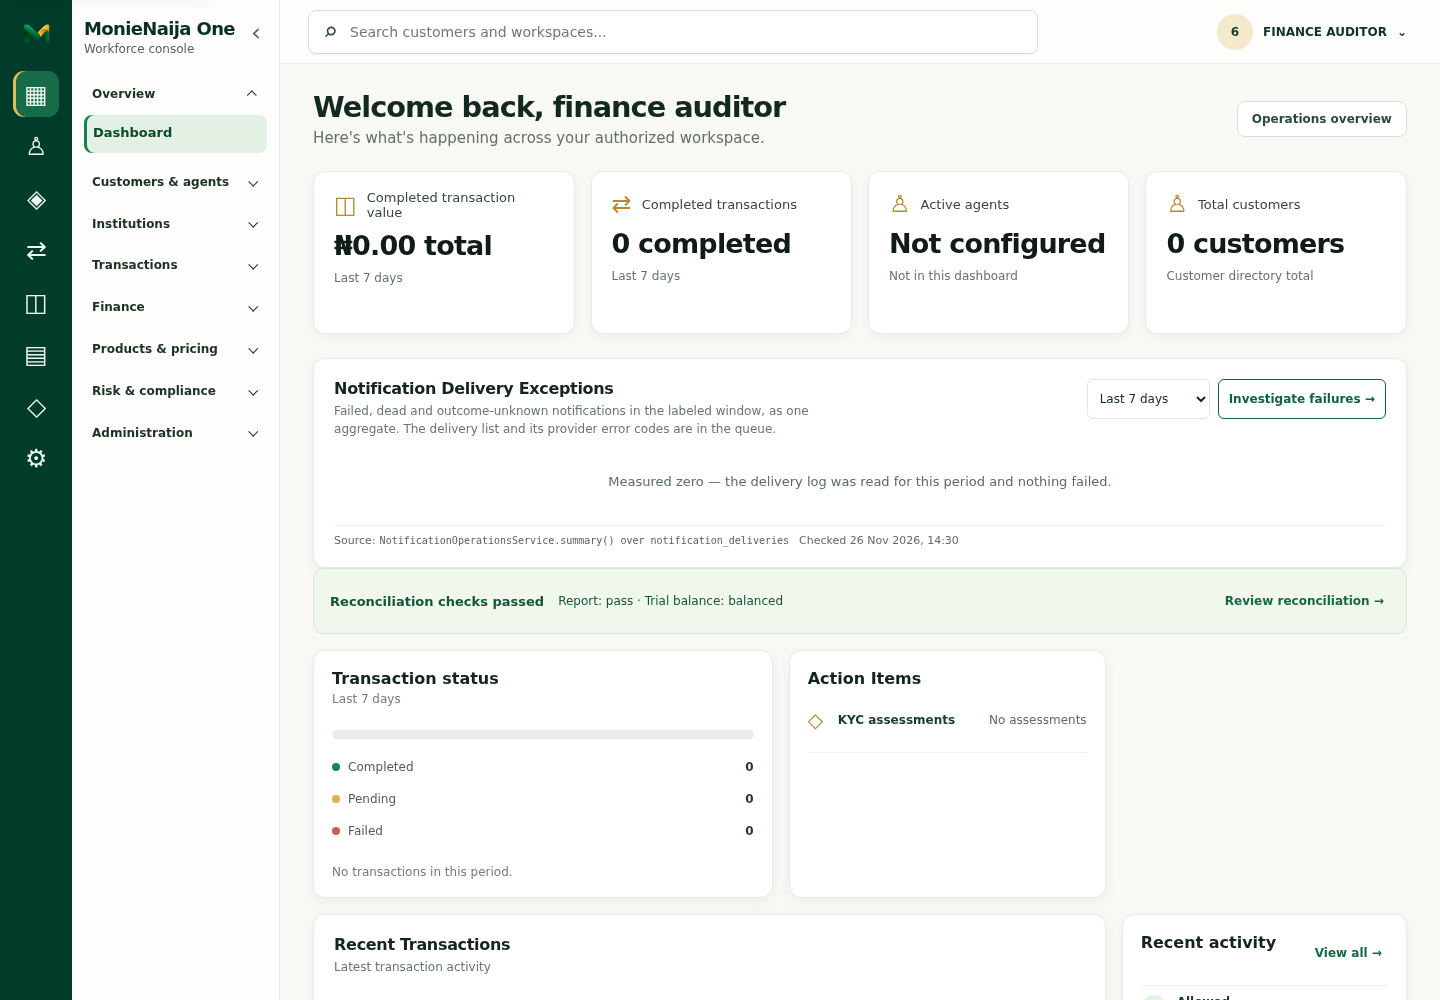 MonieNaija One
Workforce console
Overview
Dashboard
Customers & agents
Institutions
Transactions
Finance
Products & pricing
Risk & compliance
Administration
Search customers and workspaces...
6 FINANCE AUDITOR
Welcome back, finance auditor
Here's what's happening across your authorized workspace.
Operations overview
Completed transaction
value
₦0.00 total
Last 7 days
Completed transactions
0 completed
Last 7 days
Active agents
Not configured
Not in this dashboard
Total customers
0 customers
Customer directory total
Notification Delivery Exceptions
Failed, dead and outcome-unknown notifications in the labeled window, as one
aggregate. The delivery list and its provider error codes are in the queue.
Last 7 days
Investigate failures →
Measured zero — the delivery log was read for this period and nothing failed.
Source: NotificationOperationsService.summary() over notification_deliveries Checked 26 Nov 2026, 14:30
Reconciliation checks passed Report: pass · Trial balance: balanced Review reconciliation →
Transaction status
Last 7 days
Completed 0
Pending 0
Failed 0
No transactions in this period.
Action Items
KYC assessments No assessments
Recent Transactions
Latest transaction activity
Recent activity
View all →
Allowed